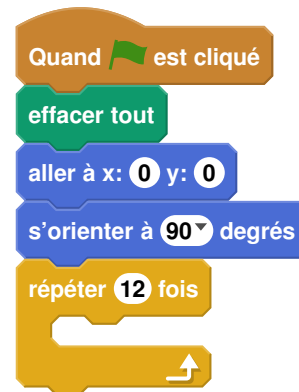 Quand est cliqué
effacer tout
aller à x: 0 y: 0
s'orienter à 90 degrés
répéter 12 fois